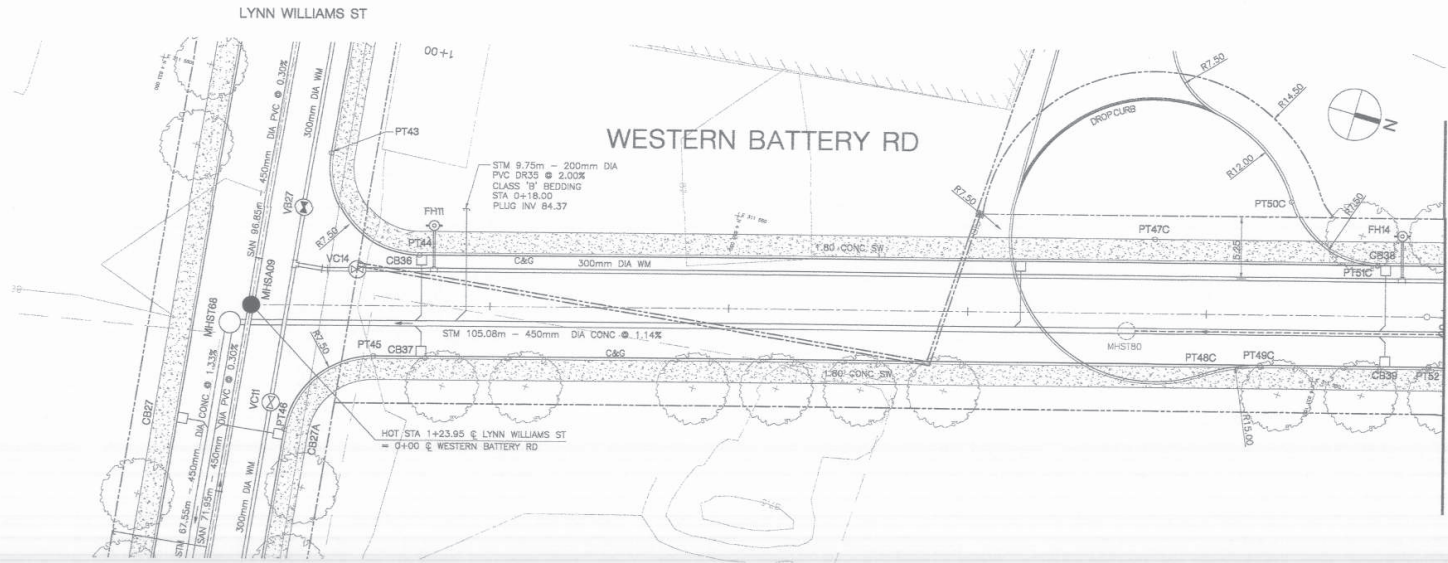 LYNN WILLIAMS ST
1+00
WESTERN BATTERY RD
N
SAN 96.85m - 450mm DIA PVC @ 0.30%
300mm DIA WM
PT43
VB27
STM 9.75m - 200mm DIA
PVC DR35 @ 2.00%
CLASS 'B' BEDDING
STA 0+18.00
PLUG INV 84.37
DROP CURB
R7.50
R14.50
R12.00
R7.50
R7.50
PT50C
R7.50
FH11
PT44
CB36
VC14
C&G
1.80 CONC SW
300mm DIA WM
PT47C
5.25
FH14
CB38
PT51C
MHSA09
MHST68
STM 105.08m - 450mm DIA CONC @ 1.14%
MHST80
R7.50
PT45
CB37
C&G
1.80 CONC SW
PT48C
PT49C
CB39
PT52
R15.00
VC11
PT46
CB27
CB27A
HOT STA 1+23.95 ℄ LYNN WILLIAMS ST
= 0+00 ℄ WESTERN BATTERY RD
STM 67.55m - 450mm DIA CONC @ 1.33%
SAN 71.95m - 450mm DIA PVC @ 0.30%
300mm DIA WM